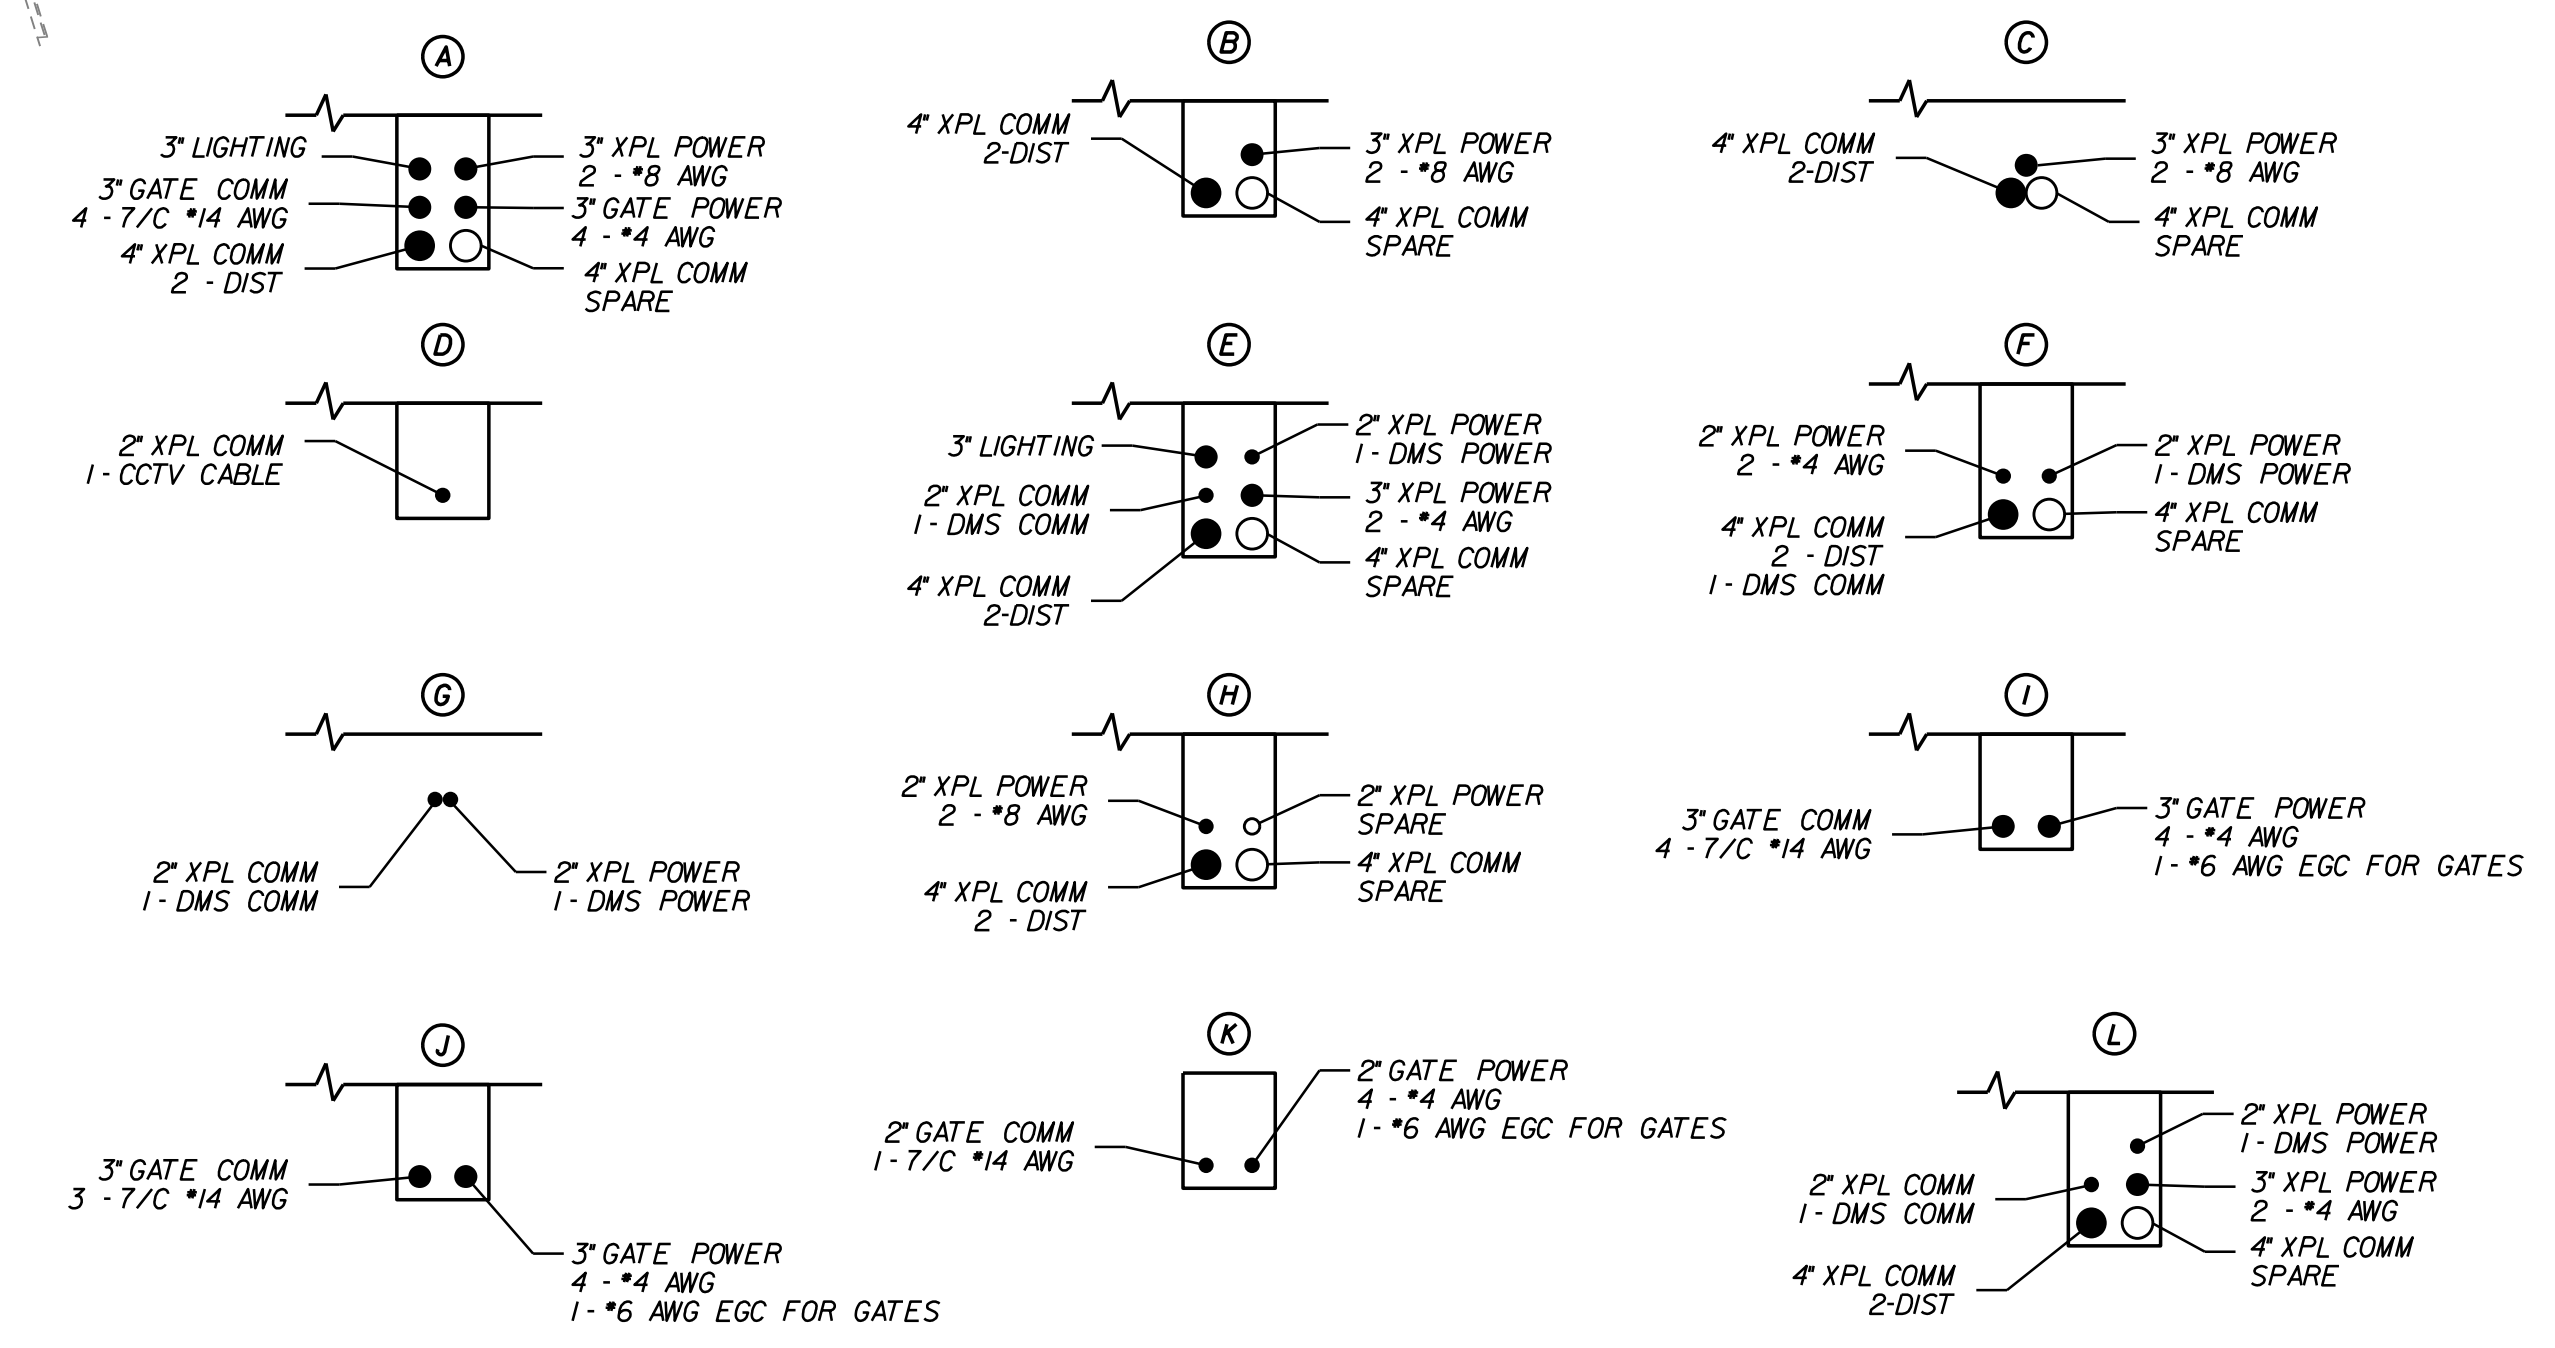 A
3" LIGHTING
3" GATE COMM
4 - 7/C #14 AWG
4" XPL COMM
2 - DIST
3" XPL POWER
2 - #8 AWG
3" GATE POWER
4 - #4 AWG
4" XPL COMM
SPARE
B
4" XPL COMM
2-DIST
3" XPL POWER
2 - #8 AWG
4" XPL COMM
SPARE
C
4" XPL COMM
2-DIST
3" XPL POWER
2 - #8 AWG
4" XPL COMM
SPARE
D
2" XPL COMM
1 - CCTV CABLE
E
3" LIGHTING
2" XPL COMM
1 - DMS COMM
4" XPL COMM
2-DIST
2" XPL POWER
1 - DMS POWER
3" XPL POWER
2 - #4 AWG
4" XPL COMM
SPARE
F
2" XPL POWER
2 - #4 AWG
4" XPL COMM
2 - DIST
1 - DMS COMM
2" XPL POWER
1 - DMS POWER
4" XPL COMM
SPARE
G
2" XPL COMM
1 - DMS COMM
2" XPL POWER
1 - DMS POWER
H
2" XPL POWER
2 - #8 AWG
4" XPL COMM
2 - DIST
2" XPL POWER
SPARE
4" XPL COMM
SPARE
I
3" GATE COMM
4 - 7/C #14 AWG
3" GATE POWER
4 - #4 AWG
1 - #6 AWG EGC FOR GATES
J
3" GATE COMM
3 - 7/C #14 AWG
3" GATE POWER
4 - #4 AWG
1 - #6 AWG EGC FOR GATES
K
2" GATE COMM
1 - 7/C #14 AWG
2" GATE POWER
4 - #4 AWG
1 - #6 AWG EGC FOR GATES
L
2" XPL COMM
1 - DMS COMM
4" XPL COMM
2-DIST
2" XPL POWER
1 - DMS POWER
3" XPL POWER
2 - #4 AWG
4" XPL COMM
SPARE